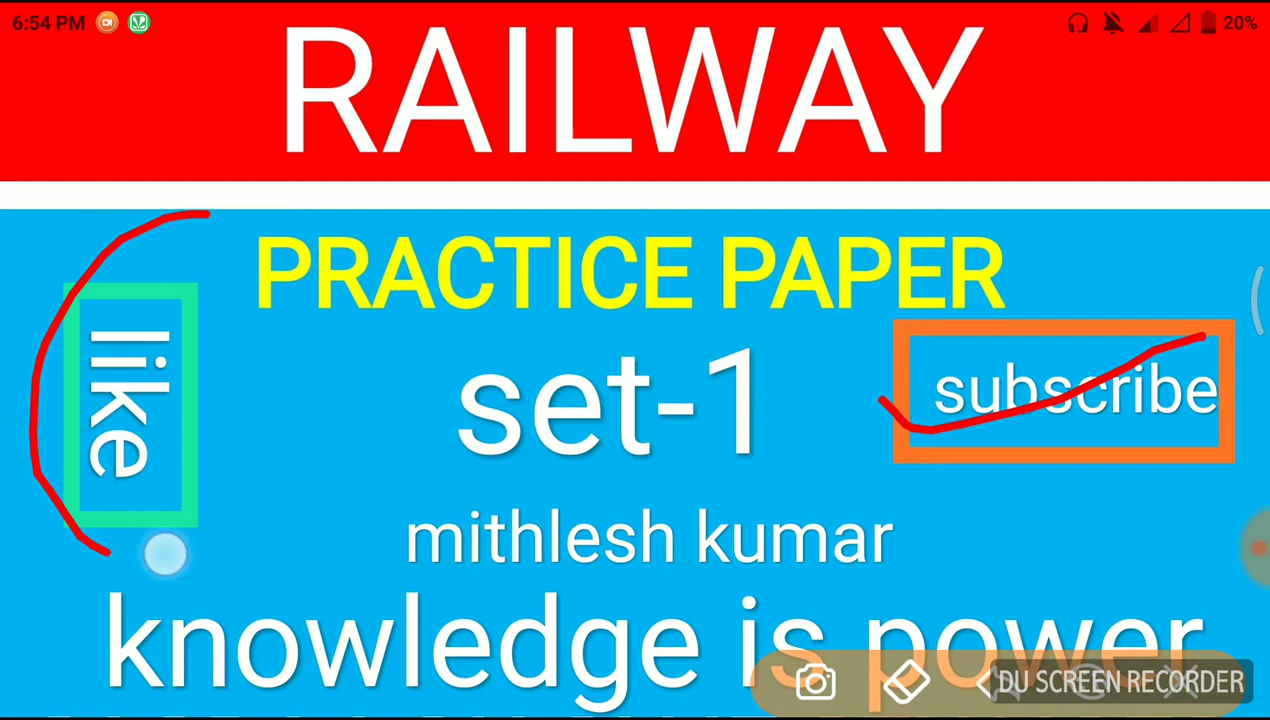 6:54 PM 20%
RAILWAY
PRACTICE PAPER
like
set-1
subscribe
mithlesh kumar
knowledge is power
DU SCREEN RECORDER